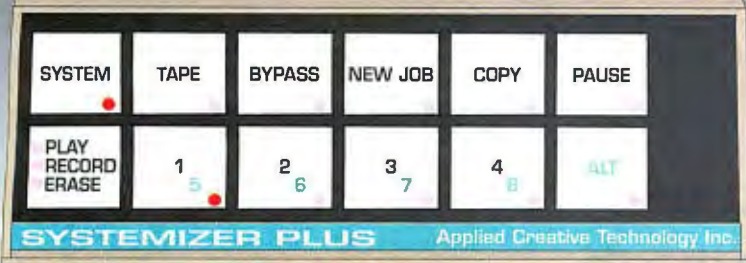 SYSTEM TAPE BYPASS NEW JOB COPY PAUSE
PLAY
RECORD
ERASE
1 2 3 4 ALT
5 6 7 8
SYSTEMIZER PLUS Applied Creative Technology Inc.